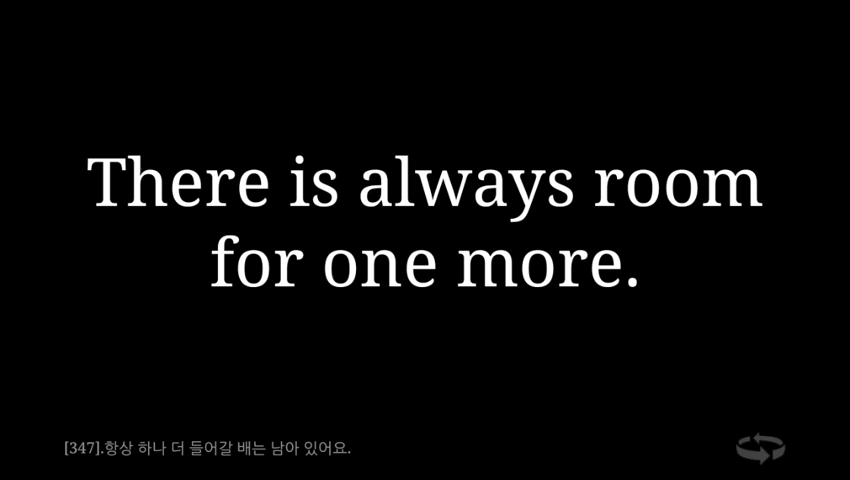 There is always room
for one more.
[347].항상 하나 더 들어갈 배는 남아 있어요.